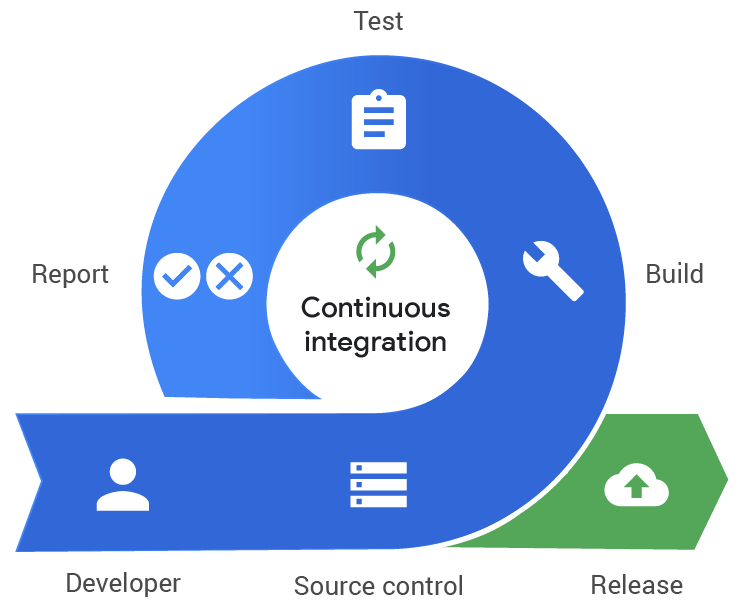 Test
Report
Build
Continuous
integration
Developer
Source control
Release